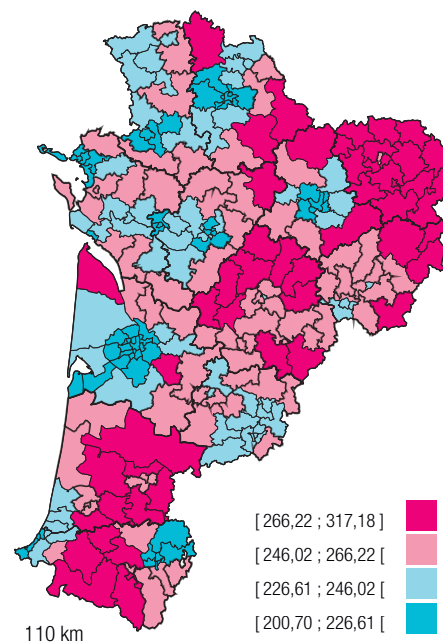 [ 266,22 ; 317,18 ]
[ 246,02 ; 266,22 [
[ 226,61 ; 246,02 [
[ 200,70 ; 226,61 [
110 km